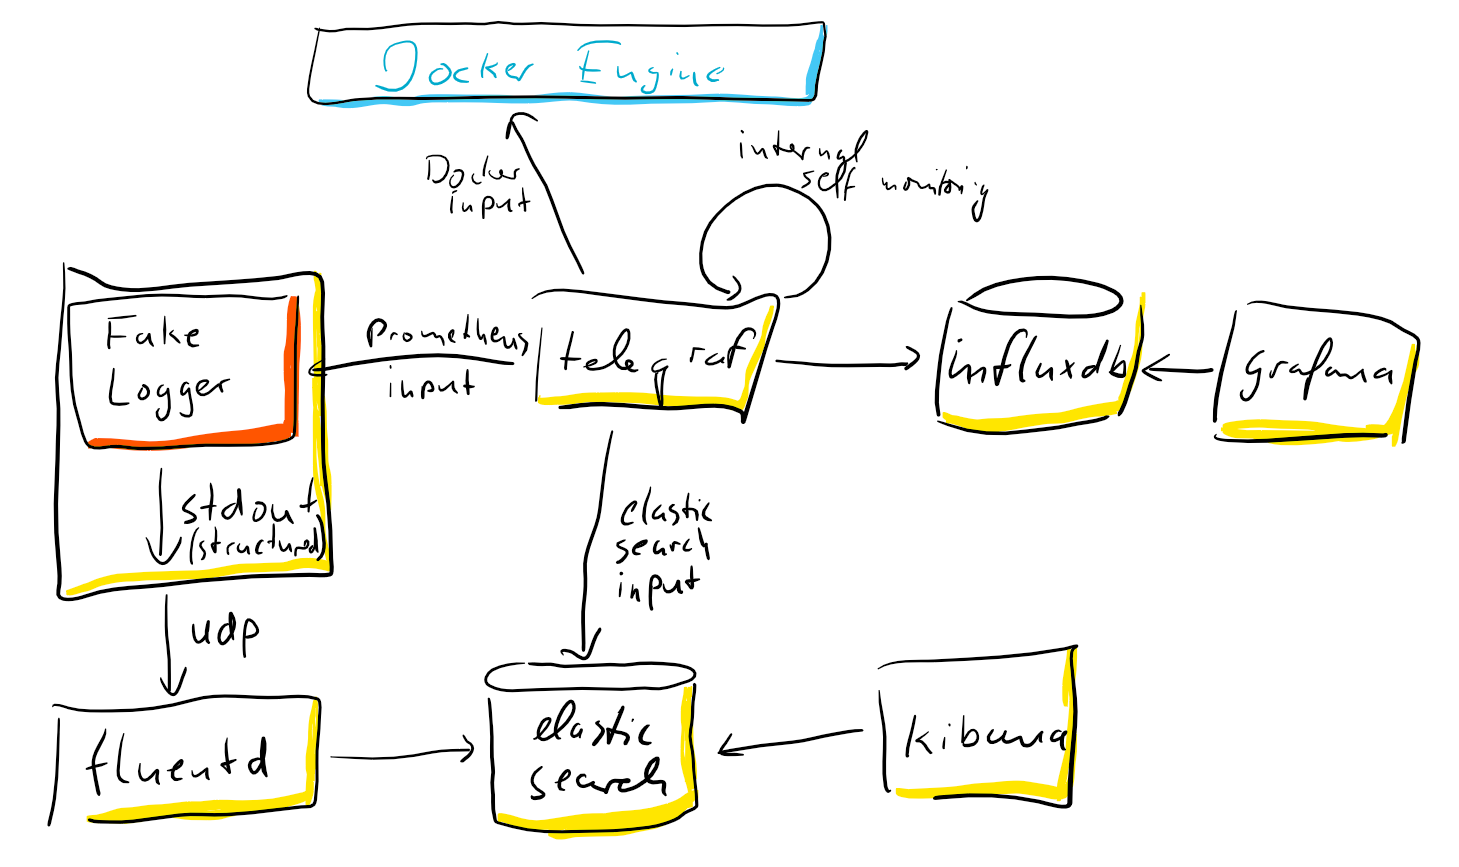 Docker Engine
Docker
input
internal
self monitoring
Fake
Logger
Prometheus
input
telegraf
influxdb
grafana
stdout
(structured)
elastic
search
input
udp
fluentd
elastic
search
kibana